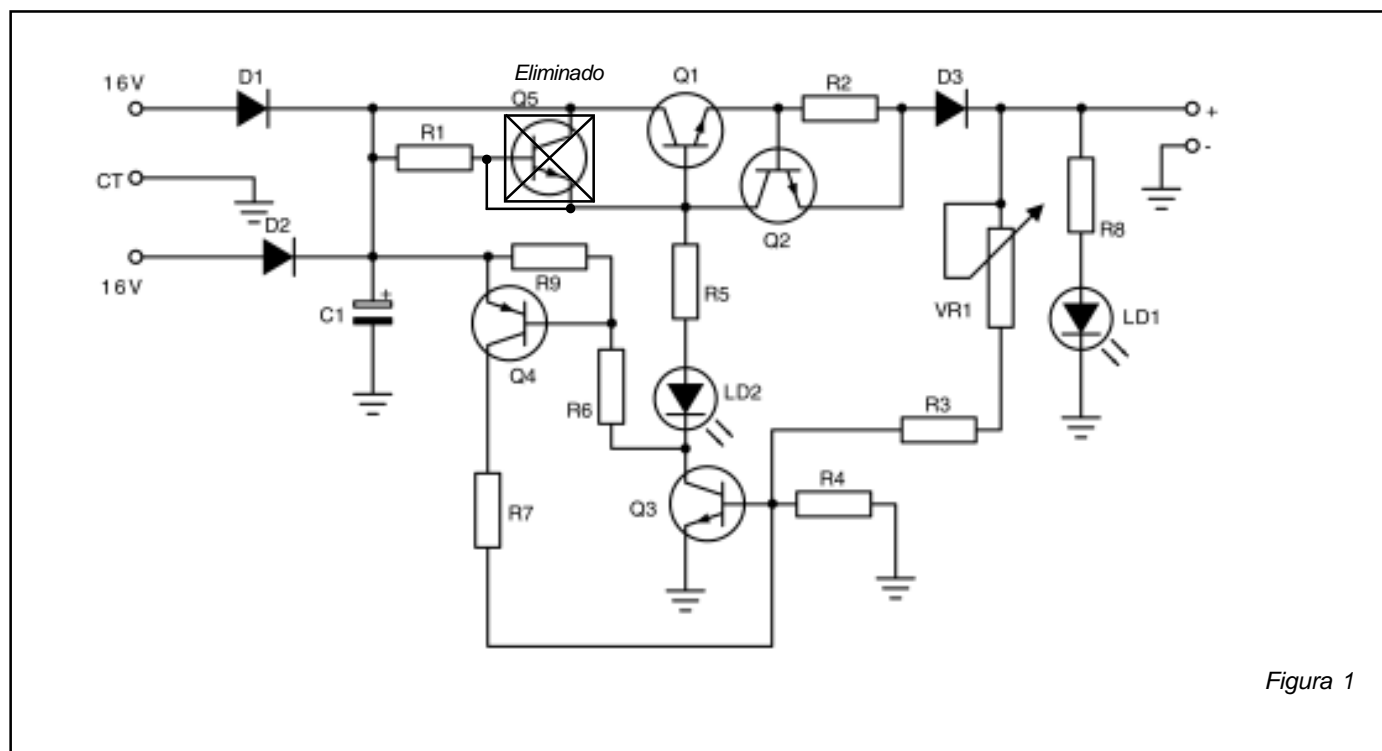 Eliminado
16V
D1
Q5
Q1
R2
D3
+
R1
-
CT
D2
Q2
R8
16V
R9
R5
VR1
LD1
+
C1
Q4
R6
LD2
R3
R4
Q3
R7
Figura 1